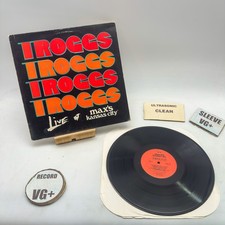 TROGGS
TROGGS
TROGGS
TROGGS
Live at
max's
kansas city
ULTRASONIC
CLEAN
SLEEVE
VG+
RECORD
VG+